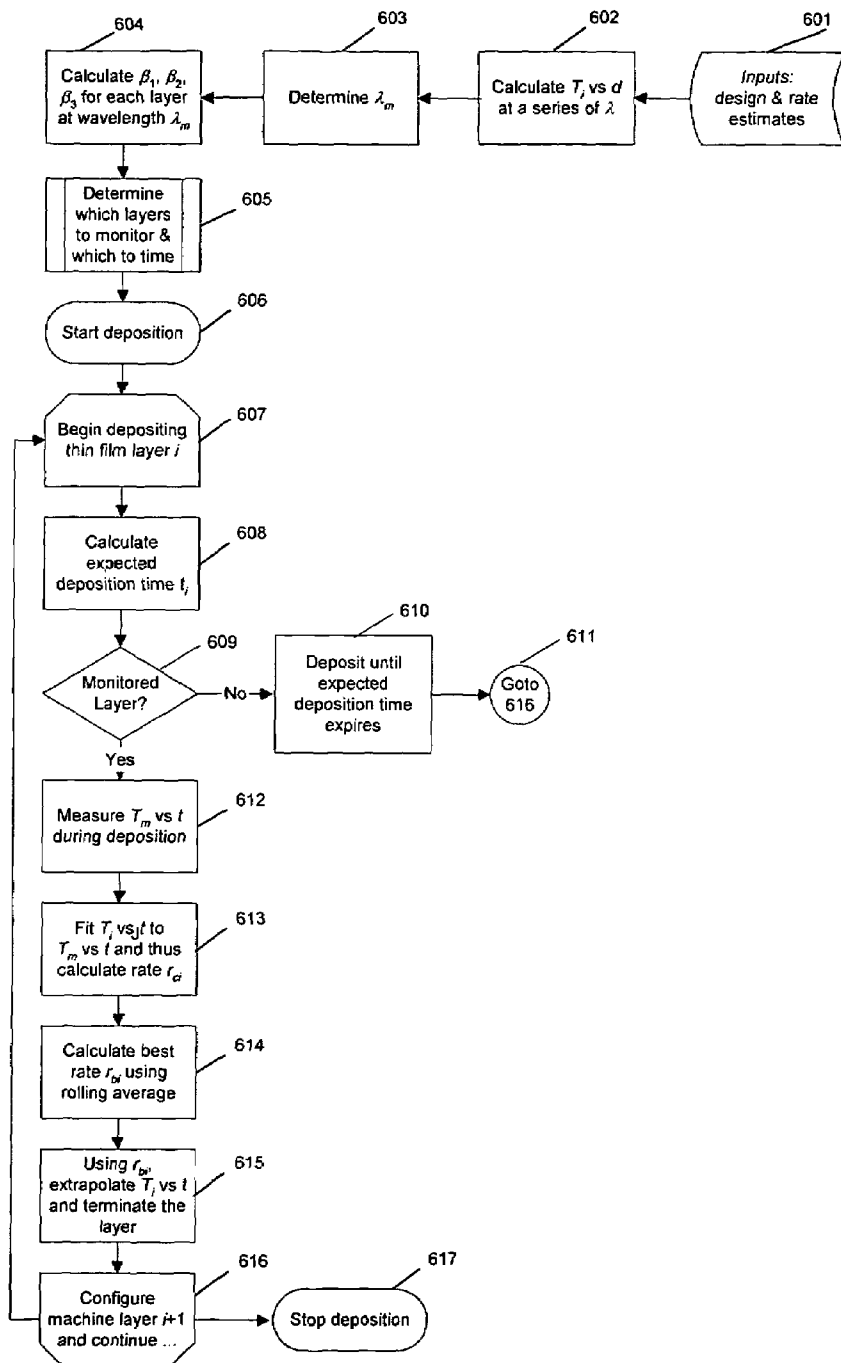 601
Inputs:
design & rate
estimates
602
Calculate Ti vs d
at a series of λ
603
Determine λm
604
Calculate β1, β2,
β3 for each layer
at wavelength λm
605
Determine
which layers
to monitor &
which to time
606
Start deposition
607
Begin depositing
thin film layer i
608
Calculate
expected
deposition time ti
609
Monitored
Layer?
No
610
Deposit until
expected
deposition time
expires
611
Goto
616
Yes
612
Measure Tm vs t
during deposition
613
Fit Ti vs t to
Tm vs t and thus
calculate rate rci
614
Calculate best
rate rbi using
rolling average
615
Using rbi,
extrapolate Ti vs t
and terminate the
layer
616
Configure
machine layer i+1
and continue ...
617
Stop deposition